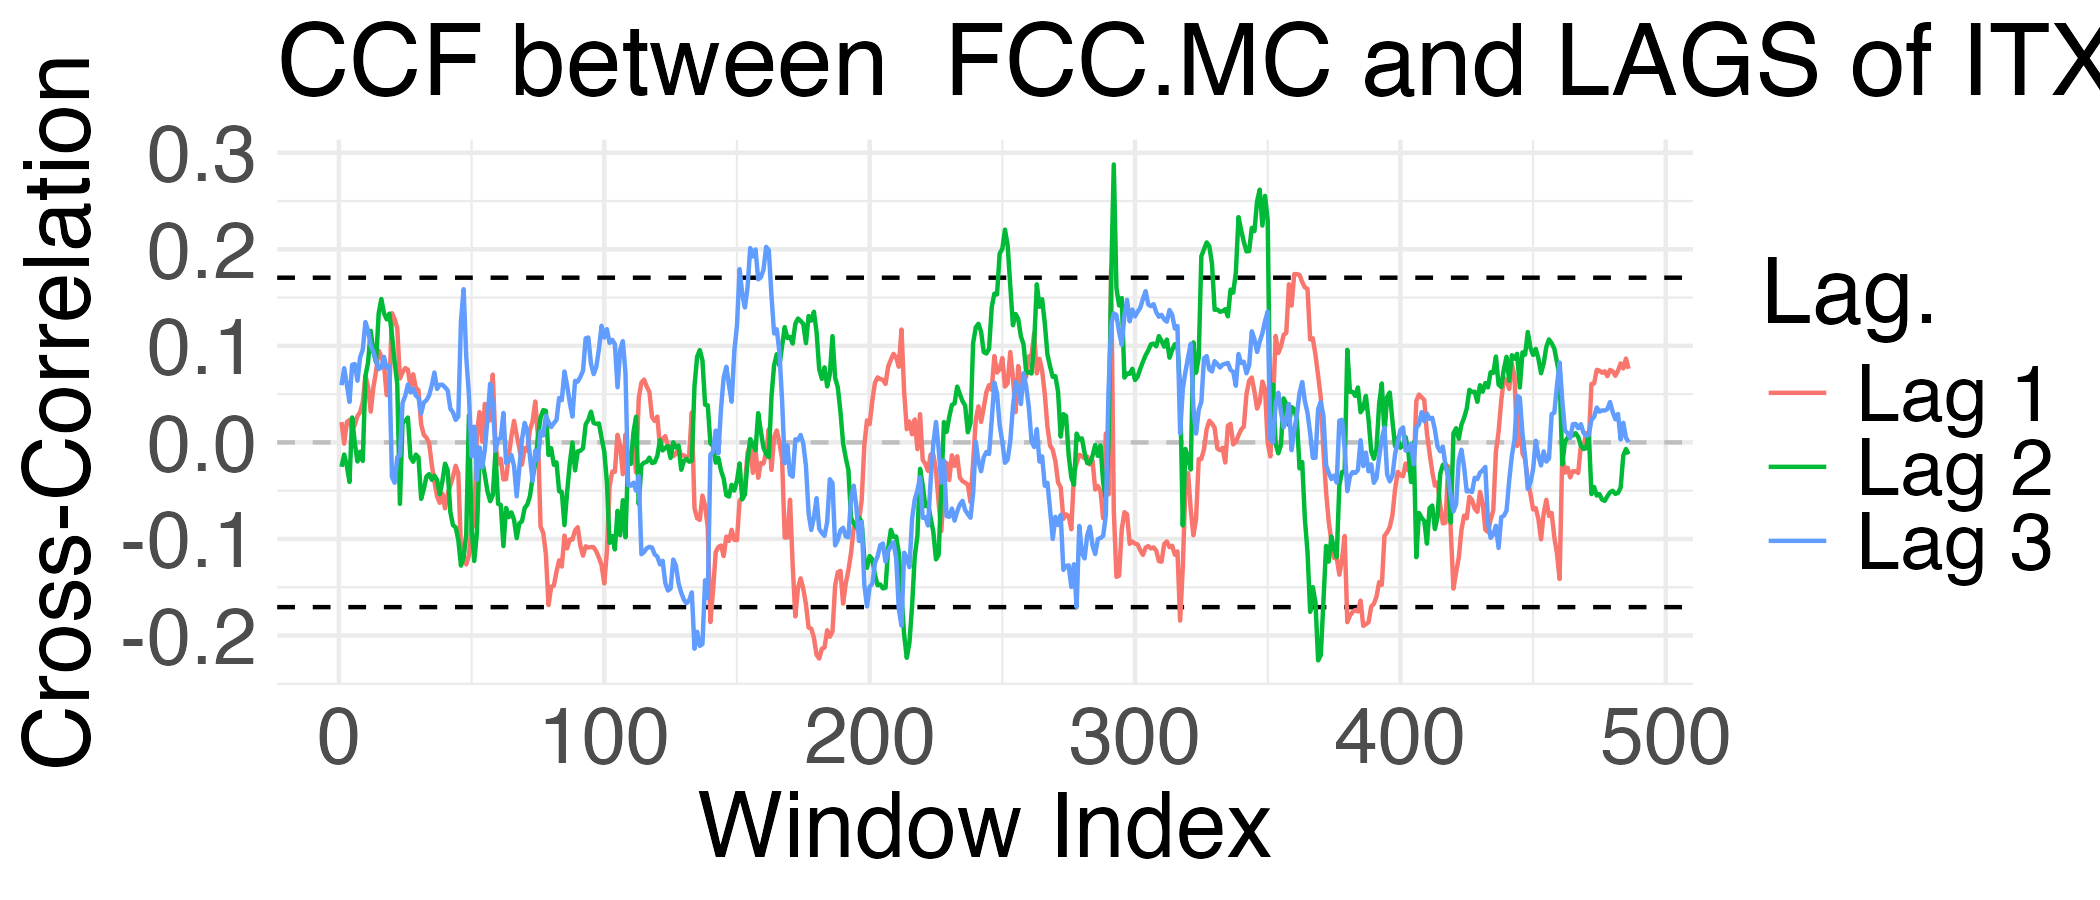 CCF between  FCC.MC and LAGS of ITX
Cross-Correlation
0.3
0.2
0.1
0.0
-0.1
-0.2
0 100 200 300 400 500
Window Index
Lag.
Lag 1
Lag 2
Lag 3